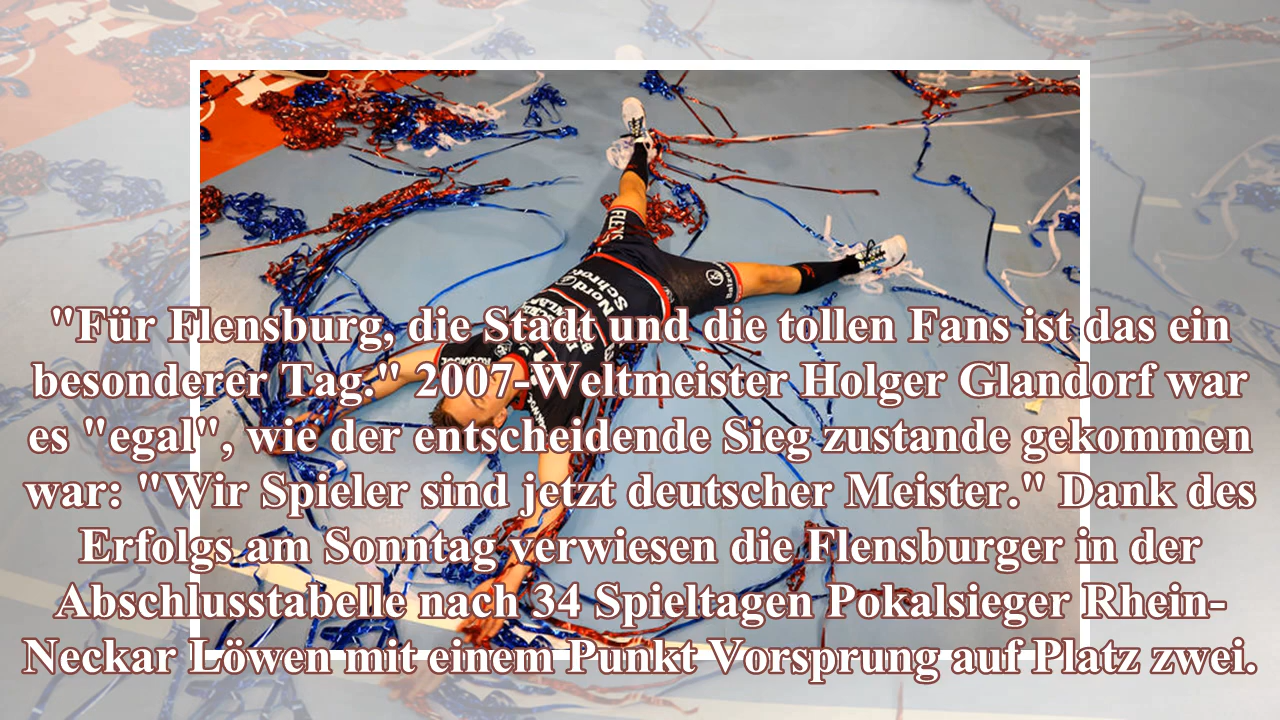 "Für Flensburg, die Stadt und die tollen Fans ist das ein
besonderer Tag." 2007-Weltmeister Holger Glandorf war
es "egal", wie der entscheidende Sieg zustande gekommen
war: "Wir Spieler sind jetzt deutscher Meister." Dank des
Erfolgs am Sonntag verwiesen die Flensburger in der
Abschlusstabelle nach 34 Spieltagen Pokalsieger Rhein-
Neckar Löwen mit einem Punkt Vorsprung auf Platz zwei.